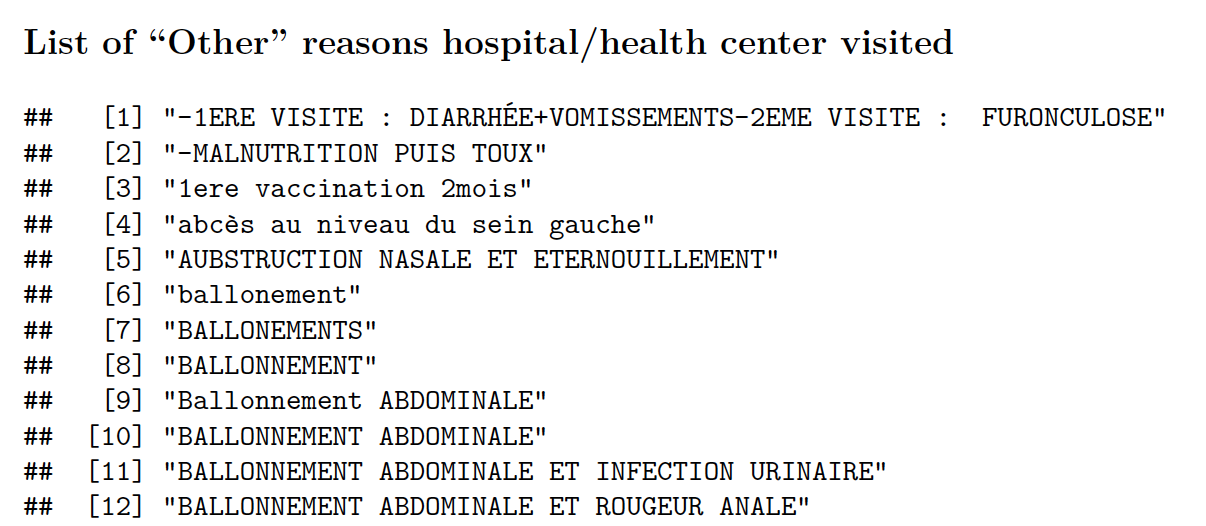 List of “Other” reasons hospital/health center visited
## [1] "-1ERE VISITE : DIARRHÉE+VOMISSEMENTS-2EME VISITE :  FURONCULOSE"
## [2] "-MALNUTRITION PUIS TOUX"
## [3] "1ere vaccination 2mois"
## [4] "abcès au niveau du sein gauche"
## [5] "AUBSTRUCTION NASALE ET ETERNOUILLEMENT"
## [6] "ballonement"
## [7] "BALLONEMENTS"
## [8] "BALLONNEMENT"
## [9] "Ballonnement ABDOMINALE"
## [10] "BALLONNEMENT ABDOMINALE"
## [11] "BALLONNEMENT ABDOMINALE ET INFECTION URINAIRE"
## [12] "BALLONNEMENT ABDOMINALE ET ROUGEUR ANALE"